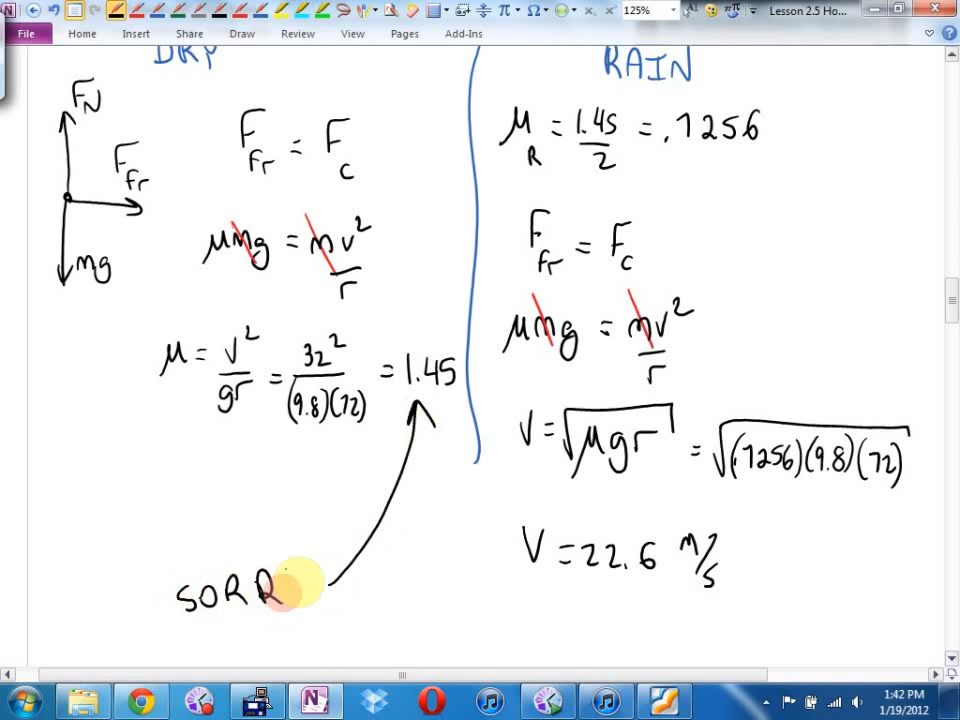 125%
Lesson 2.5 Ho...
File Home Insert Share Draw Review View Pages Add-Ins
DRY
F_N
F_fr
mg
F_fr = F_c
μmg = mv²/r
μ = v²/gr = 32²/(9.8)(72) = 1.45
SORR
RAIN
μ_R = 1.45/2 = .7256
F_fr = F_c
μmg = mv²/r
V = √μgr = √(.7256)(9.8)(72)
V = 22.6 m/s
1:42 PM
1/19/2012